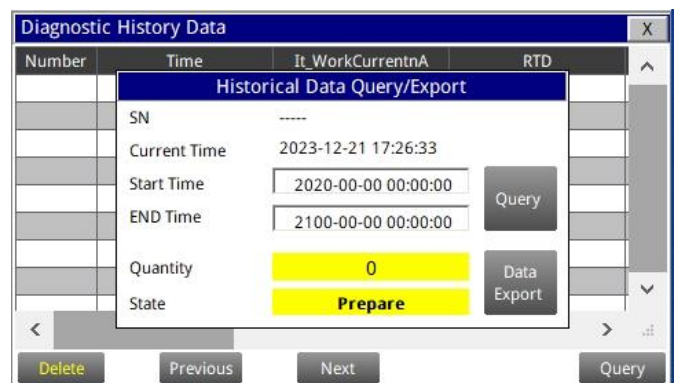 Diagnostic History Data X
Number Time It_WorkCurrentnA RTD
Historical Data Query/Export
SN -----
Current Time 2023-12-21 17:26:33
Start Time 2020-00-00 00:00:00
Query
END Time 2100-00-00 00:00:00
Quantity 0
Data Export
State Prepare
Delete Previous Next Query